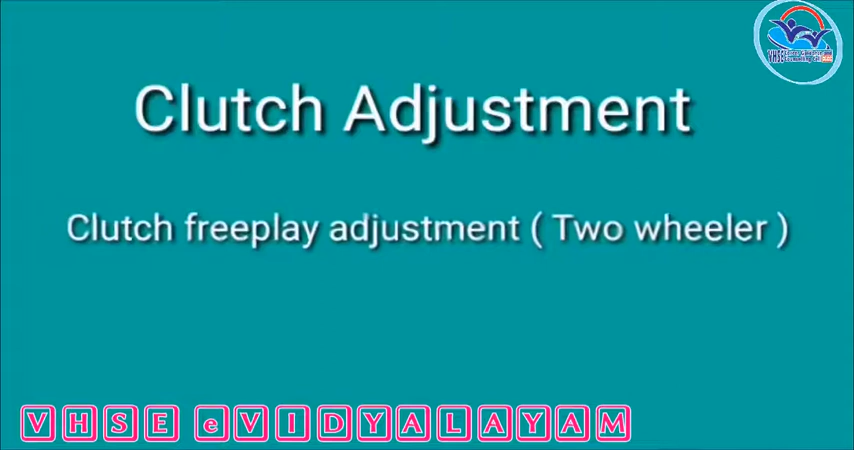 Clutch Adjustment
Clutch freeplay adjustment ( Two wheeler )
VHSE eVIDYALAYAM